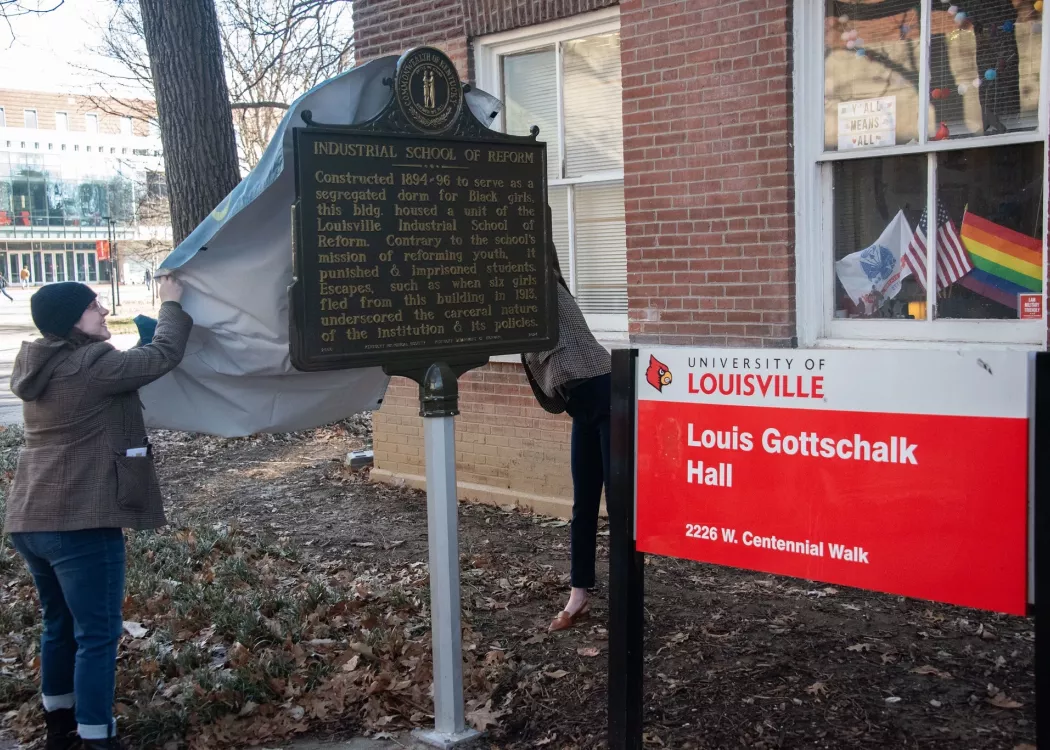 COMMONWEALTH OF KENTUCKY
INDUSTRIAL SCHOOL OF REFORM
Constructed 1894-96 to serve as a
segregated dorm for Black girls,
this bldg. housed a unit of the
Louisville Industrial School of
Reform. Contrary to the school's
mission of reforming youth, it
punished & imprisoned students.
Escapes, such as when six girls
fled from this building in 1913,
underscored the carceral nature
of the institution & its policies.
Y'ALL
MEANS
ALL
UNIVERSITY OF
LOUISVILLE
Louis Gottschalk
Hall
2226 W. Centennial Walk